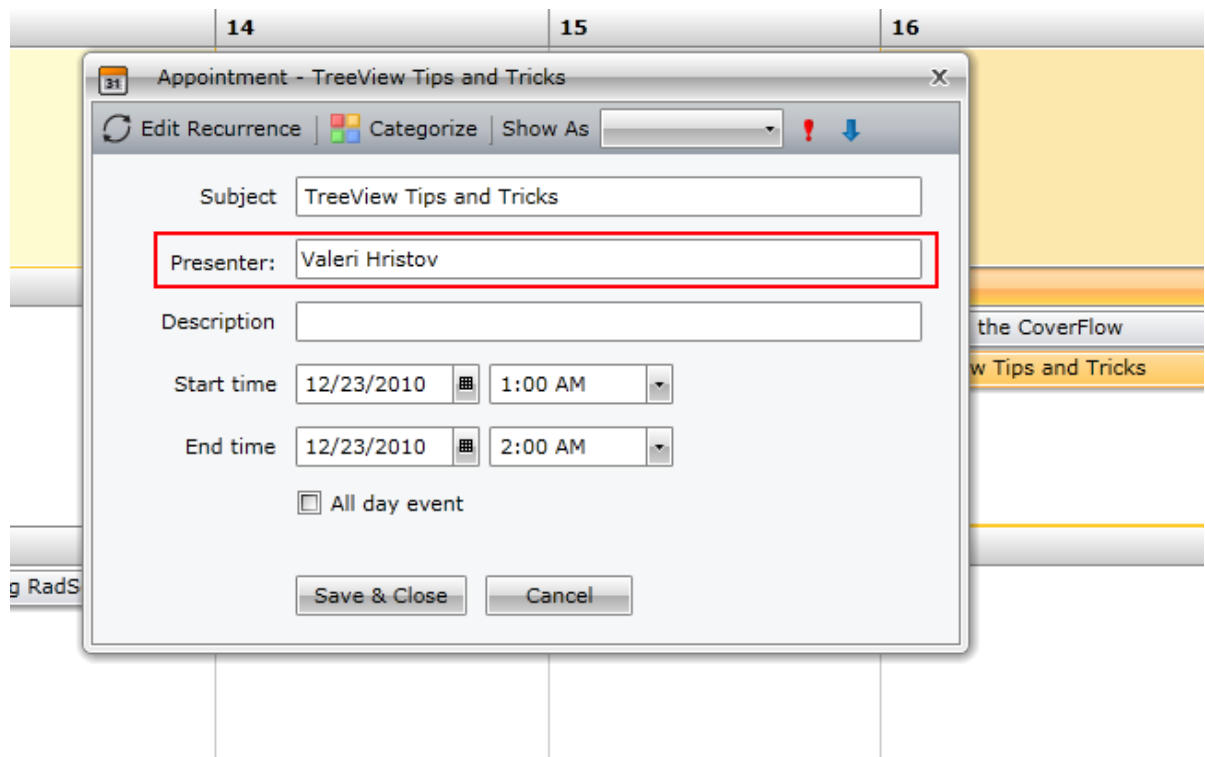 14 15 16
31 Appointment - TreeView Tips and Tricks x
Edit Recurrence Categorize Show As
Subject TreeView Tips and Tricks
Presenter: Valeri Hristov
Description
the CoverFlow
w Tips and Tricks
Start time 12/23/2010 1:00 AM
End time 12/23/2010 2:00 AM
All day event
g RadS
Save & Close Cancel